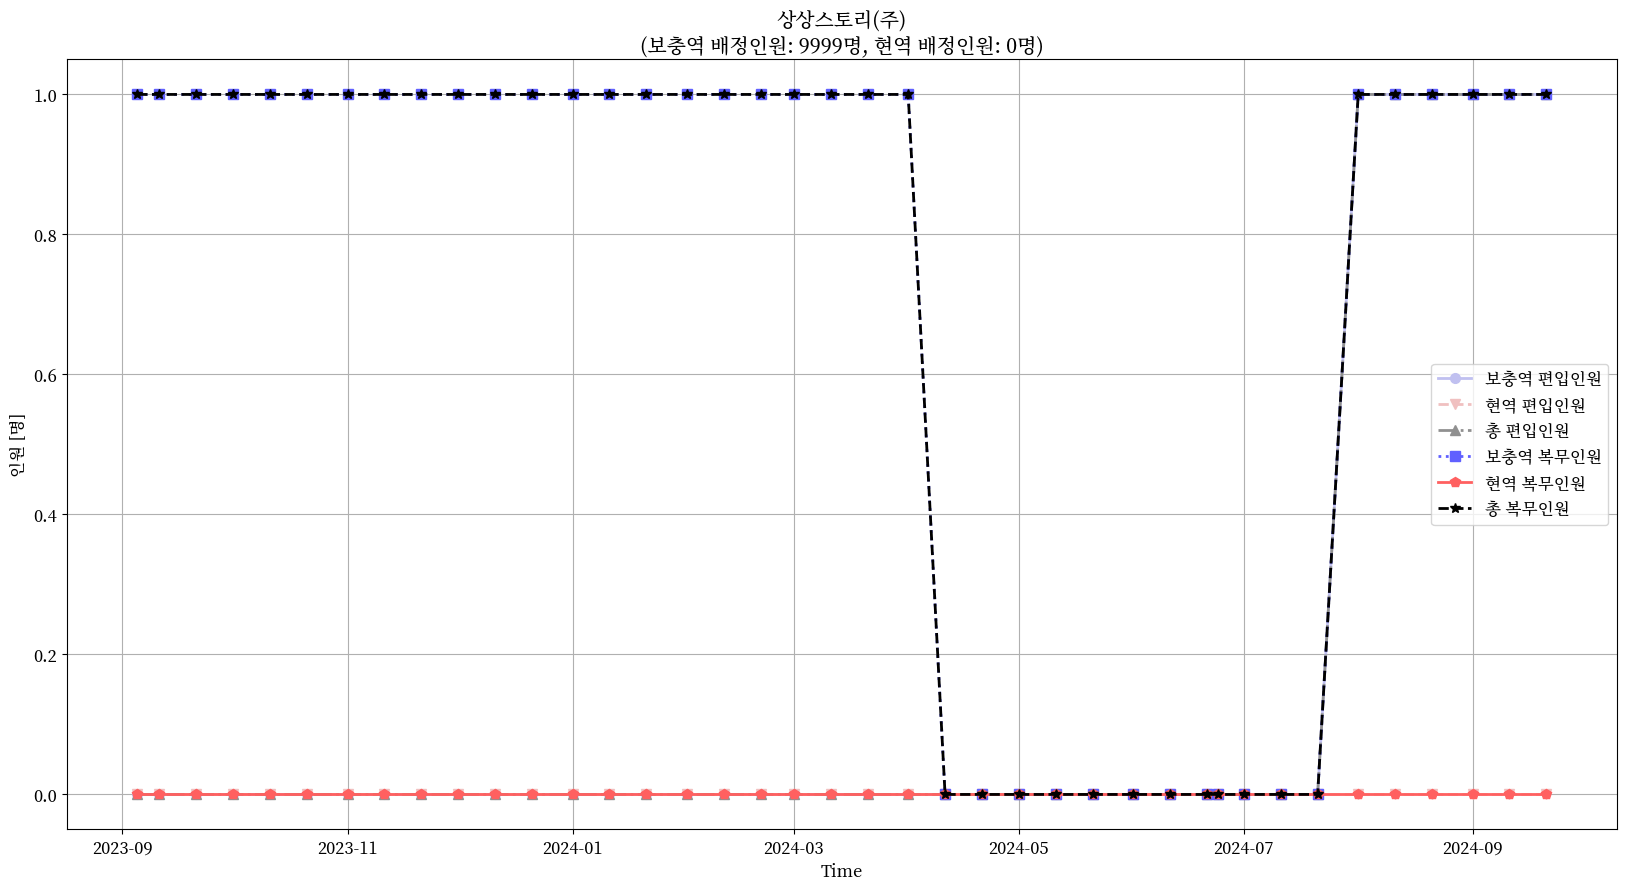 상상스토리(주)
(보충역 배정인원: 9999명, 현역 배정인원: 0명)
인원 [명]
1.0
0.8
0.6
0.4
0.2
0.0
보충역 편입인원
현역 편입인원
총 편입인원
보충역 복무인원
현역 복무인원
총 복무인원
2023-09
2023-11
2024-01
2024-03
2024-05
2024-07
2024-09
Time